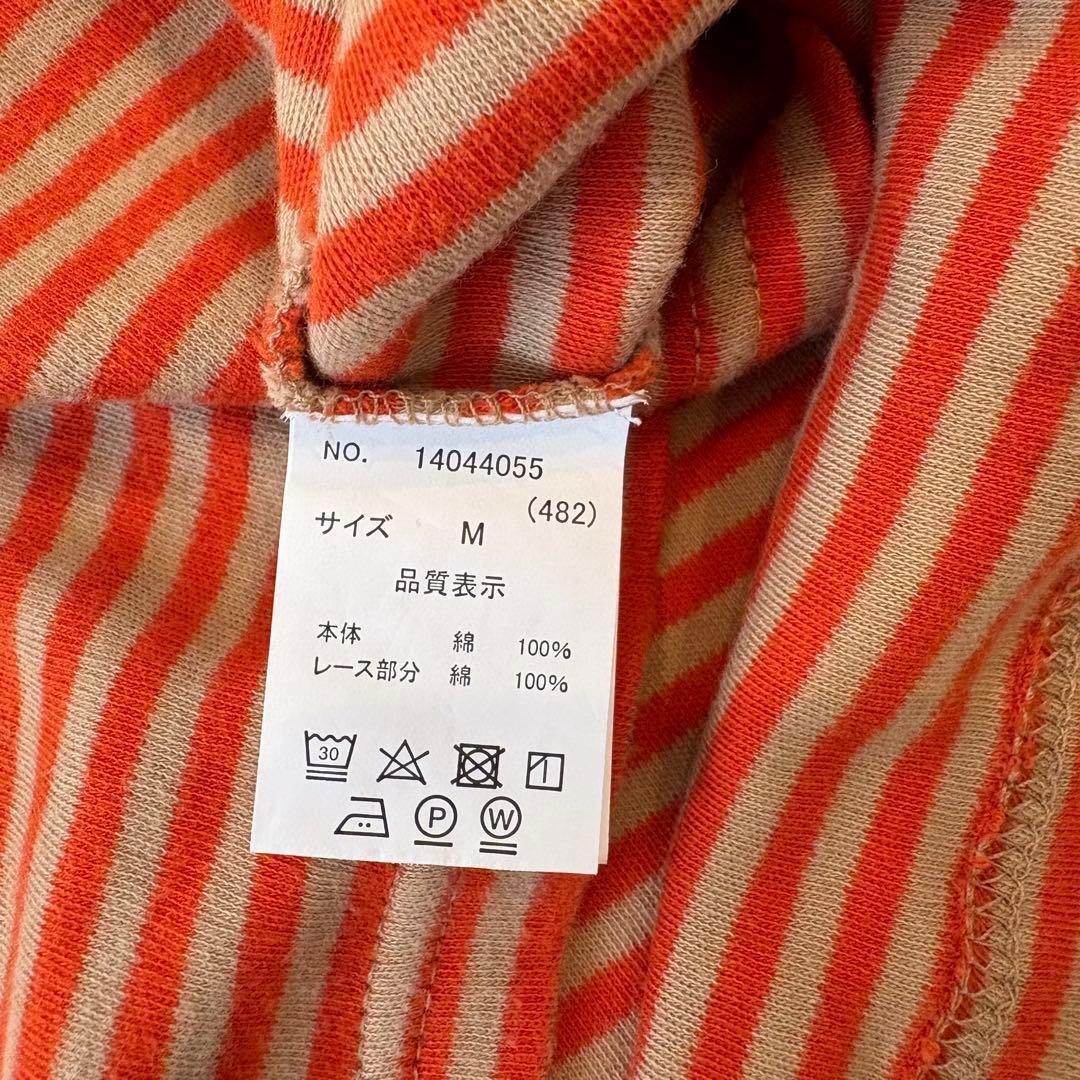 NO. 14044055
(482)
サイズ M
品質表示
本体 綿 100%
レース部分 綿 100%
30
P W